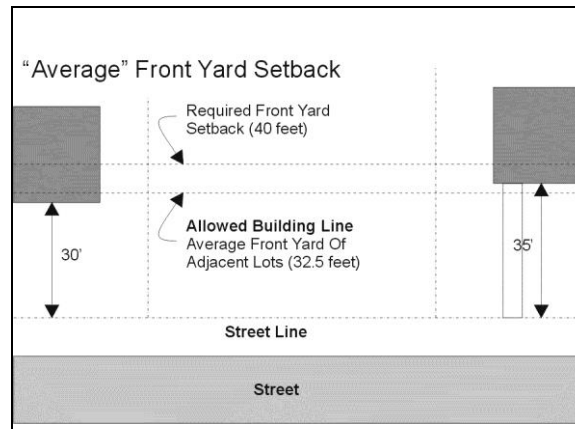 “Average” Front Yard Setback
Required Front Yard
Setback (40 feet)
Allowed Building Line
Average Front Yard Of
Adjacent Lots (32.5 feet)
30'
35'
Street Line
Street